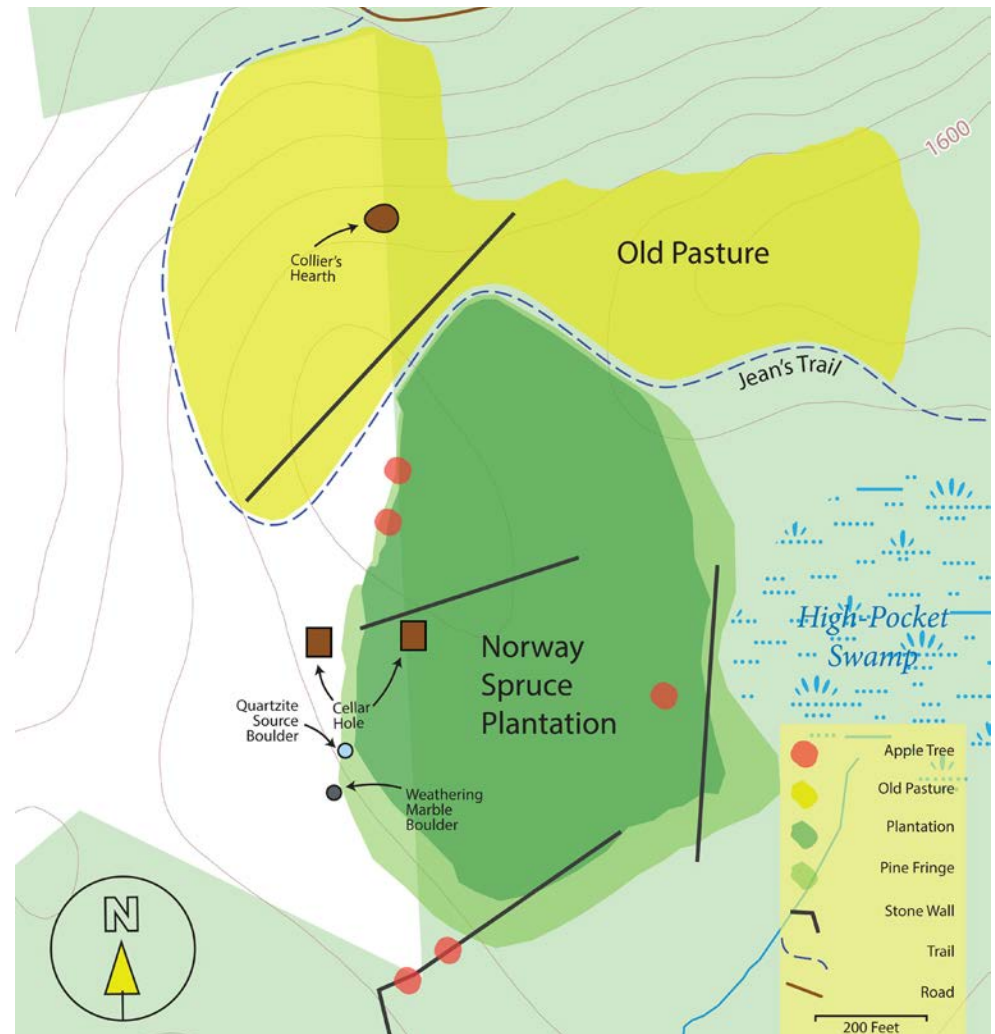 1600
Old Pasture
Collier's
Hearth
Jean's Trail
High-Pocket
Swamp
Norway
Spruce
Plantation
Cellar
Hole
Quartzite
Source
Boulder
Weathering
Marble
Boulder
N
Apple Tree
Old Pasture
Plantation
Pine Fringe
Stone Wall
Trail
Road
200 Feet